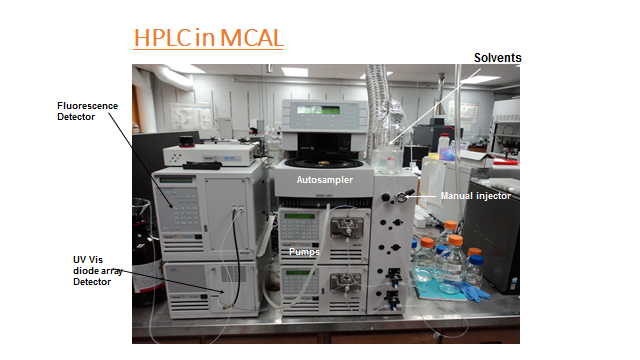 HPLC in MCAL
Solvents
Fluorescence
Detector
Autosampler
Manual injector
Pumps
UV Vis
diode array
Detector